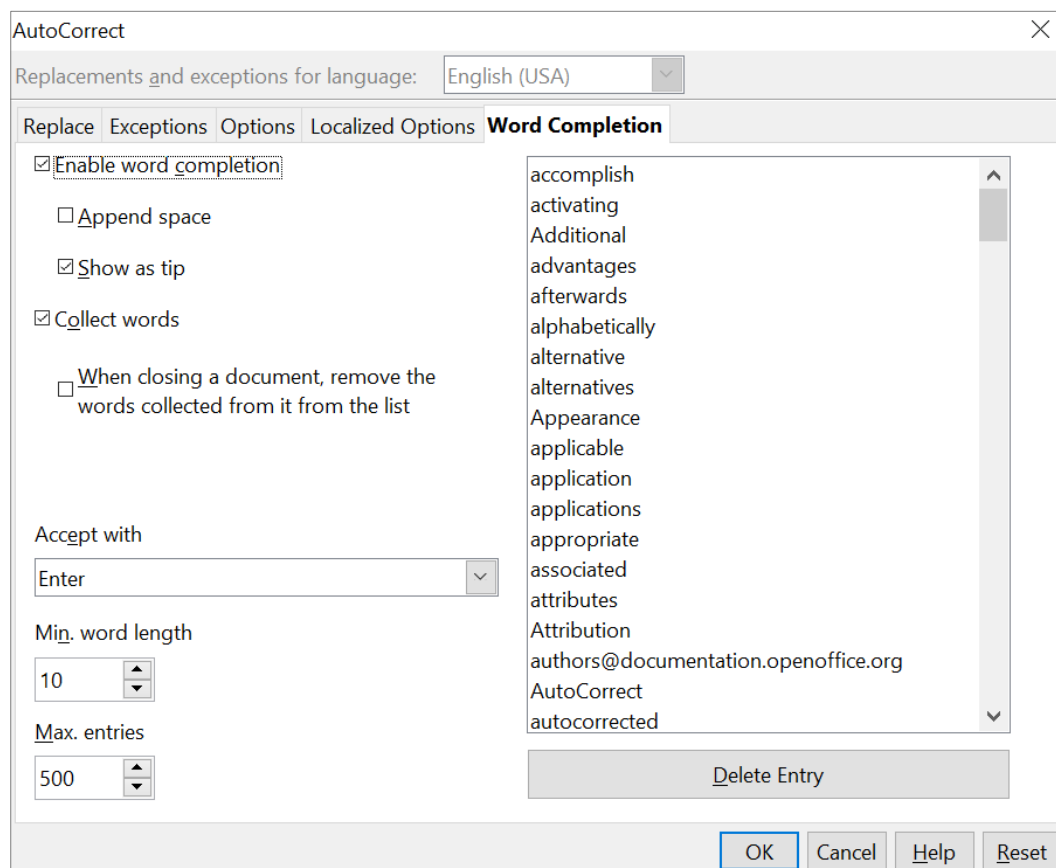 AutoCorrect
Replacements and exceptions for language: English (USA)
Replace Exceptions Options Localized Options Word Completion
Enable word completion
Append space
Show as tip
Collect words
When closing a document, remove the
words collected from it from the list
Accept with
Enter
Min. word length
10
Max. entries
500
accomplish
activating
Additional
advantages
afterwards
alphabetically
alternative
alternatives
Appearance
applicable
application
applications
appropriate
associated
attributes
Attribution
authors@documentation.openoffice.org
AutoCorrect
autocorrected
Delete Entry
OK Cancel Help Reset